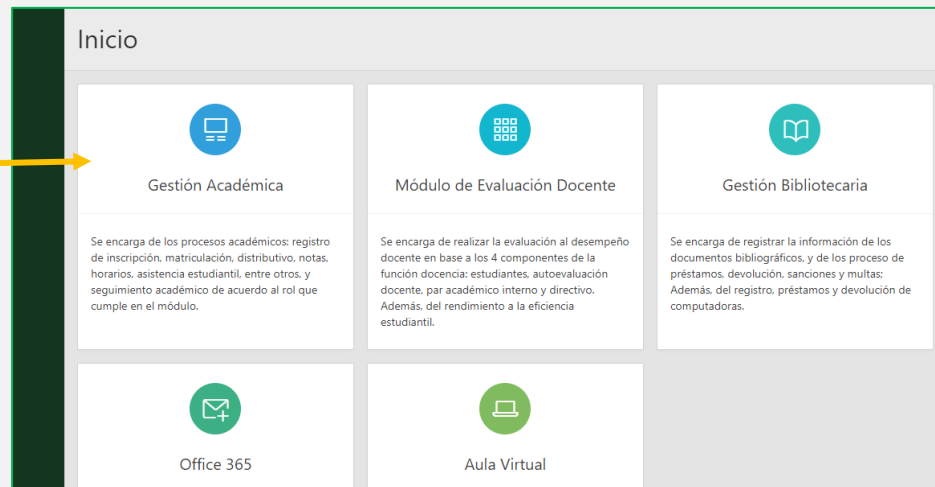 Inicio
Gestión Académica
Se encarga de los procesos académicos: registro
de inscripción, matriculación, distributivo, notas,
horarios, asistencia estudiantil, entre otros, y
seguimiento académico de acuerdo al rol que
cumple en el módulo.
Módulo de Evaluación Docente
Se encarga de realizar la evaluación al desempeño
docente en base a los 4 componentes de la
función docencia: estudiantes, autoevaluación
docente, par académico interno y directivo.
Además, del rendimiento a la eficiencia
estudiantil.
Gestión Bibliotecaria
Se encarga de registrar la información de los
documentos bibliográficos, y de los proceso de
préstamos, devolución, sanciones y multas;
Además, del registro, préstamos y devolución de
computadoras.
Office 365
Aula Virtual